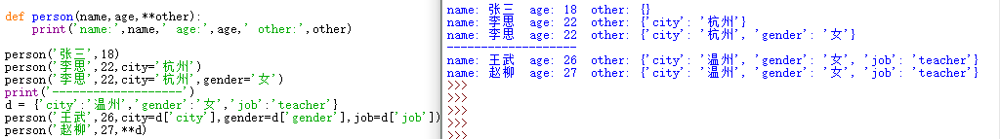 def person(name,age,**other):
    print('name:',name,' age:',age,' other:',other)
person('张三',18)
person('李思',22,city='杭州')
person('李思',22,city='杭州',gender='女')
print('-------------------')
d = {'city':'温州','gender':'女','job':'teacher'}
person('王武',26,city=d['city'],gender=d['gender'],job=d['job'])
person('赵柳',27,**d)
name: 张三  age: 18  other: {}
name: 李思  age: 22  other: {'city': '杭州'}
name: 李思  age: 22  other: {'city': '杭州', 'gender': '女'}
-------------------
name: 王武  age: 26  other: {'city': '温州', 'gender': '女', 'job': 'teacher'}
name: 赵柳  age: 27  other: {'city': '温州', 'gender': '女', 'job': 'teacher'}
>>>
>>>
>>>
>>>
>>>